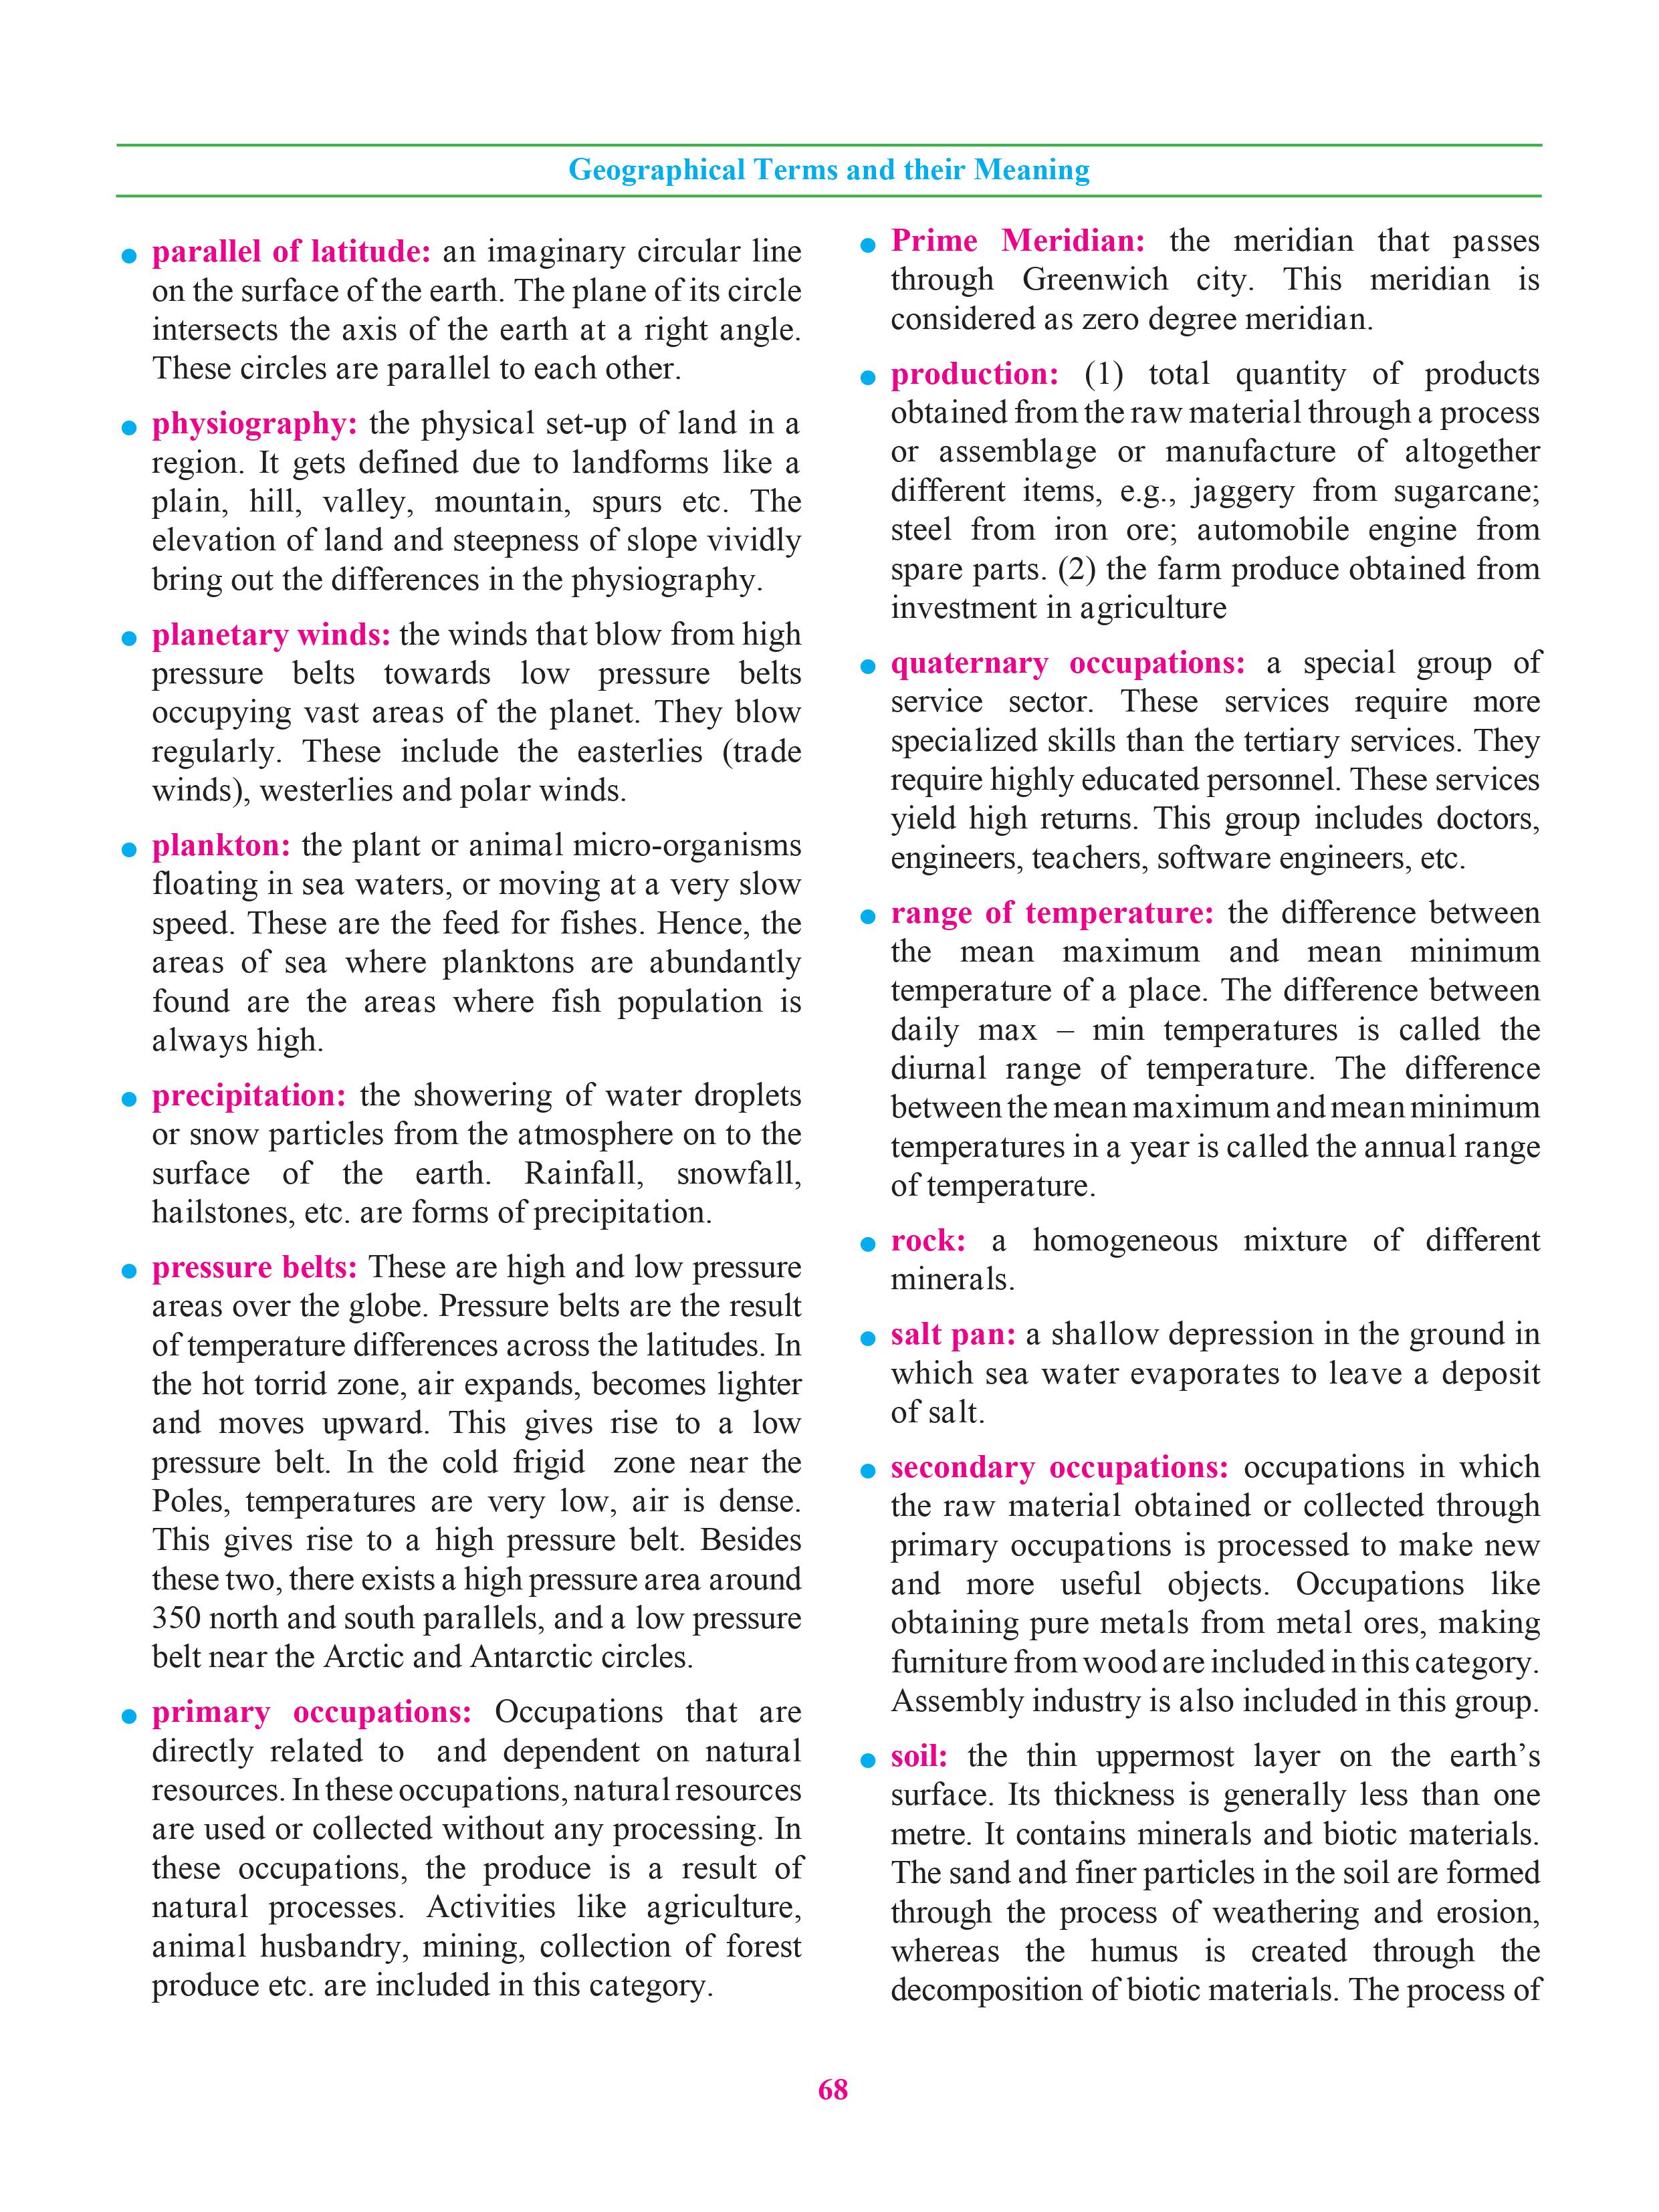 Geographical Terms and their Meaning
● parallel of latitude: an imaginary circular line
on the surface of the earth. The plane of its circle
intersects the axis of the earth at a right angle.
These circles are parallel to each other.
● physiography: the physical set-up of land in a
region. It gets defined due to landforms like a
plain, hill, valley, mountain, spurs etc. The
elevation of land and steepness of slope vividly
bring out the differences in the physiography.
● planetary winds: the winds that blow from high
pressure belts towards low pressure belts
occupying vast areas of the planet. They blow
regularly. These include the easterlies (trade
winds), westerlies and polar winds.
● plankton: the plant or animal micro-organisms
floating in sea waters, or moving at a very slow
speed. These are the feed for fishes. Hence, the
areas of sea where planktons are abundantly
found are the areas where fish population is
always high.
● precipitation: the showering of water droplets
or snow particles from the atmosphere on to the
surface of the earth. Rainfall, snowfall,
hailstones, etc. are forms of precipitation.
● pressure belts: These are high and low pressure
areas over the globe. Pressure belts are the result
of temperature differences across the latitudes. In
the hot torrid zone, air expands, becomes lighter
and moves upward. This gives rise to a low
pressure belt. In the cold frigid zone near the
Poles, temperatures are very low, air is dense.
This gives rise to a high pressure belt. Besides
these two, there exists a high pressure area around
350 north and south parallels, and a low pressure
belt near the Arctic and Antarctic circles.
● primary occupations: Occupations that are
directly related to and dependent on natural
resources. In these occupations, natural resources
are used or collected without any processing. In
these occupations, the produce is a result of
natural processes. Activities like agriculture,
animal husbandry, mining, collection of forest
produce etc. are included in this category.
● Prime Meridian: the meridian that passes
through Greenwich city. This meridian is
considered as zero degree meridian.
● production: (1) total quantity of products
obtained from the raw material through a process
or assemblage or manufacture of altogether
different items, e.g., jaggery from sugarcane;
steel from iron ore; automobile engine from
spare parts. (2) the farm produce obtained from
investment in agriculture
● quaternary occupations: a special group of
service sector. These services require more
specialized skills than the tertiary services. They
require highly educated personnel. These services
yield high returns. This group includes doctors,
engineers, teachers, software engineers, etc.
● range of temperature: the difference between
the mean maximum and mean minimum
temperature of a place. The difference between
daily max – min temperatures is called the
diurnal range of temperature. The difference
between the mean maximum and mean minimum
temperatures in a year is called the annual range
of temperature.
● rock: a homogeneous mixture of different
minerals.
● salt pan: a shallow depression in the ground in
which sea water evaporates to leave a deposit
of salt.
● secondary occupations: occupations in which
the raw material obtained or collected through
primary occupations is processed to make new
and more useful objects. Occupations like
obtaining pure metals from metal ores, making
furniture from wood are included in this category.
Assembly industry is also included in this group.
● soil: the thin uppermost layer on the earth’s
surface. Its thickness is generally less than one
metre. It contains minerals and biotic materials.
The sand and finer particles in the soil are formed
through the process of weathering and erosion,
whereas the humus is created through the
decomposition of biotic materials. The process of
68